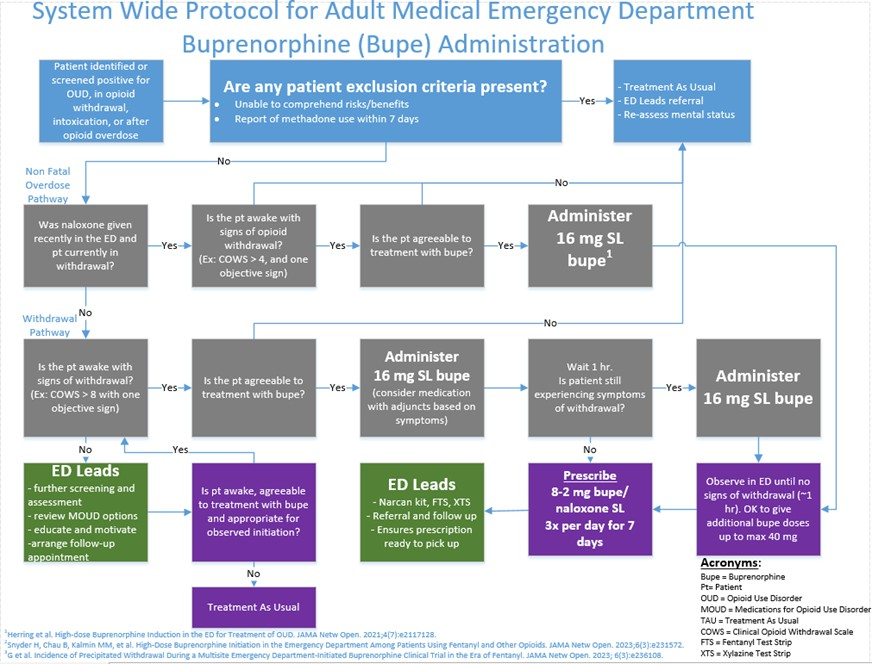 System Wide Protocol for Adult Medical Emergency Department
Buprenorphine (Bupe) Administration
Patient identified or
screened positive for
OUD, in opioid
withdrawal,
intoxication, or after
opioid overdose
Are any patient exclusion criteria present?
• Unable to comprehend risks/benefits
• Report of methadone use within 7 days
Yes
- Treatment As Usual
- ED Leads referral
- Re-assess mental status
No
Non Fatal
Overdose
Pathway
No
Was naloxone given
recently in the ED and
pt currently in
withdrawal?
Yes
Is the pt awake with
signs of opioid
withdrawal?
(Ex: COWS > 4, and one
objective sign)
Yes
Is the pt agreeable to
treatment with bupe?
Yes
Administer
16 mg SL
bupe1
No
Withdrawal
Pathway
No
Is the pt awake with
signs of withdrawal?
(Ex: COWS > 8 with one
objective sign)
Yes
Is the pt agreeable to
treatment with bupe?
Yes
Administer
16 mg SL bupe
(consider medication
with adjuncts based on
symptoms)
Wait 1 hr.
Is patient still
experiencing symptoms
of withdrawal?
Yes
Administer
16 mg SL bupe
No
Yes
No
ED Leads
- further screening and
assessment
- review MOUD options
- educate and motivate
-arrange follow-up
appointment
Is pt awake, agreeable
to treatment with bupe
and appropriate for
observed initiation?
ED Leads
- Narcan kit, FTS, XTS
- Referral and follow up
- Ensures prescription
ready to pick up
Prescribe
8-2 mg bupe/
naloxone SL
3x per day for 7
days
Observe in ED until no
signs of withdrawal (~1
hr). OK to give
additional bupe doses
up to max 40 mg
No
Treatment As Usual
Acronyms:
Bupe = Buprenorphine
Pt= Patient
OUD = Opioid Use Disorder
MOUD = Medications for Opioid Use Disorder
TAU = Treatment As Usual
COWS = Clinical Opioid Withdrawal Scale
FTS = Fentanyl Test Strip
XTS = Xylazine Test Strip
1Herring et al. High-dose Buprenorphine Induction in the ED for Treatment of OUD. JAMA Netw Open. 2021;4(7):e2117128.
2Snyder H, Chau B, Kalmin MM, et al. High-Dose Buprenorphine Initiation in the Emergency Department Among Patients Using Fentanyl and Other Opioids. JAMA Netw Open. 2023;6(3):e231572.
3G et al. Incidence of Precipitated Withdrawal During a Multisite Emergency Department-Initiated Buprenorphine Clinical Trial in the Era of Fentanyl. JAMA Netw Open. 2023; 6(3):e236108.